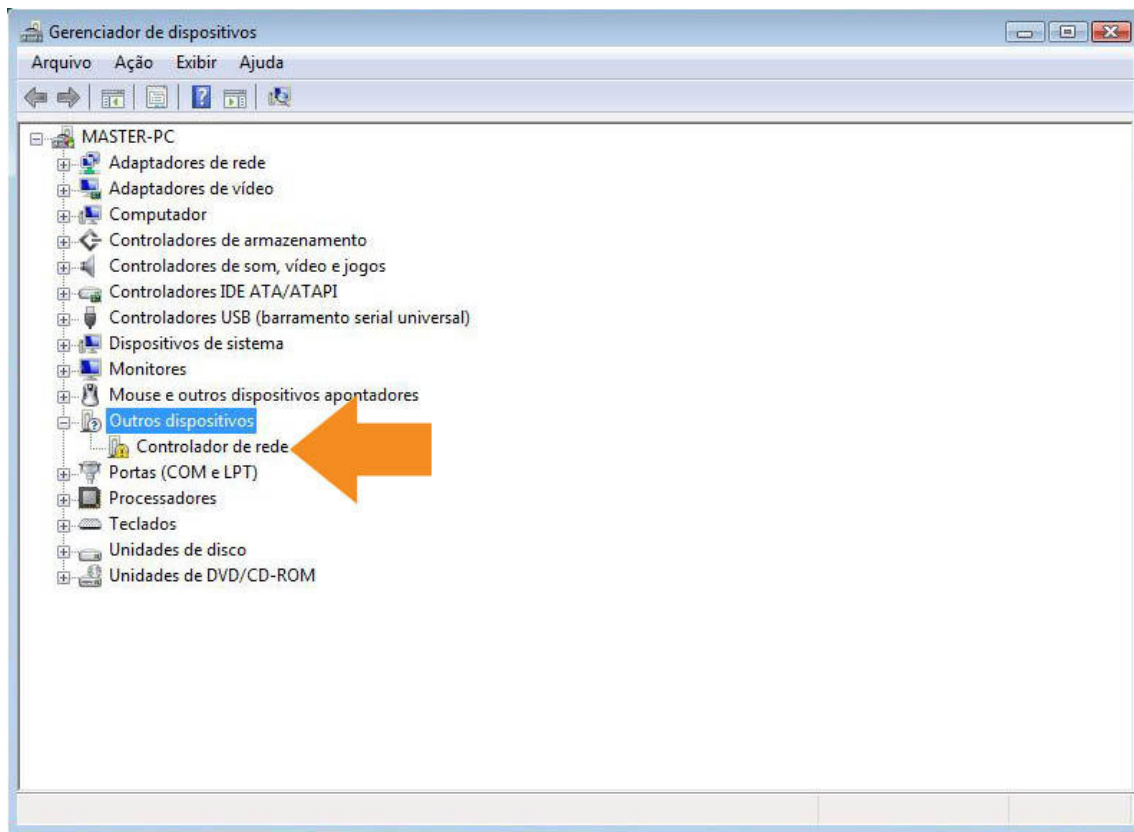 Gerenciador de dispositivos
Arquivo Ação Exibir Ajuda
MASTER-PC
Adaptadores de rede
Adaptadores de vídeo
Computador
Controladores de armazenamento
Controladores de som, vídeo e jogos
Controladores IDE ATA/ATAPI
Controladores USB (barramento serial universal)
Dispositivos de sistema
Monitores
Mouse e outros dispositivos apontadores
Outros dispositivos
Controlador de rede
Portas (COM e LPT)
Processadores
Teclados
Unidades de disco
Unidades de DVD/CD-ROM